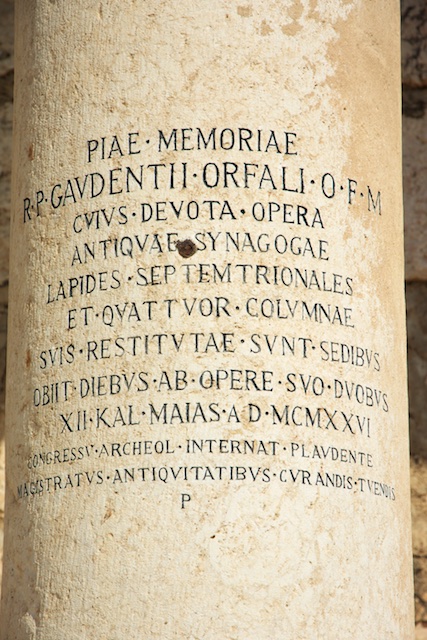 PIAE·MEMORIAE
R·P·GAVDENTII·ORFALI·O·F·M
CVIVS·DEVOTA·OPERA
ANTIQVAE·SYNAGOGAE
LAPIDES·SEPTEMTRIONALES
ET·QVATTVOR·COLVMNAE
SVIS·RESTITVTAE·SVNT·SEDIBVS
OBIIT·DIEBVS·AB·OPERE·SVO·DVOBVS
XII·KAL·MAIAS·A·D·MCMXXVI
CONGRESSV·ARCHEOL·INTERNAT·PLAVDENTE
MAGISTRATVS·ANTIQVITATIBVS·CVRANDIS·TVENDIS
P